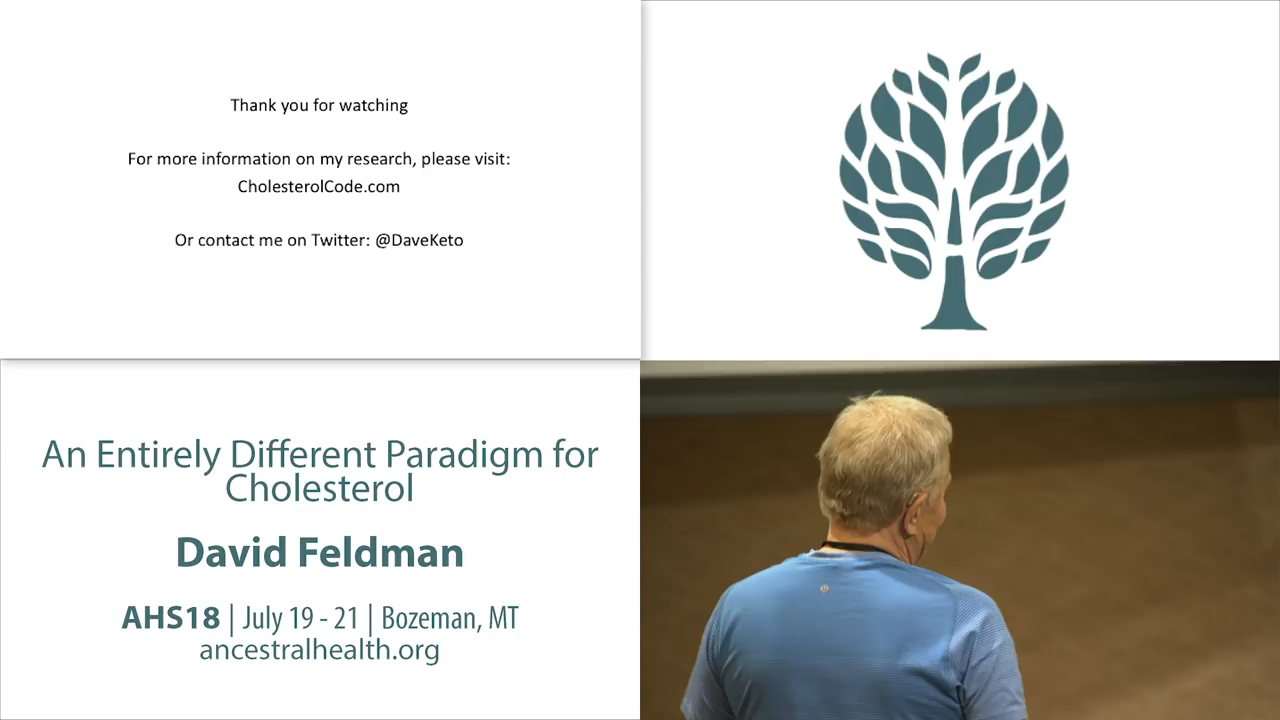 Thank you for watching
For more information on my research, please visit:
CholesterolCode.com
Or contact me on Twitter: @DaveKeto
An Entirely Different Paradigm for
Cholesterol
David Feldman
AHS18 | July 19 - 21 | Bozeman, MT
ancestralhealth.org